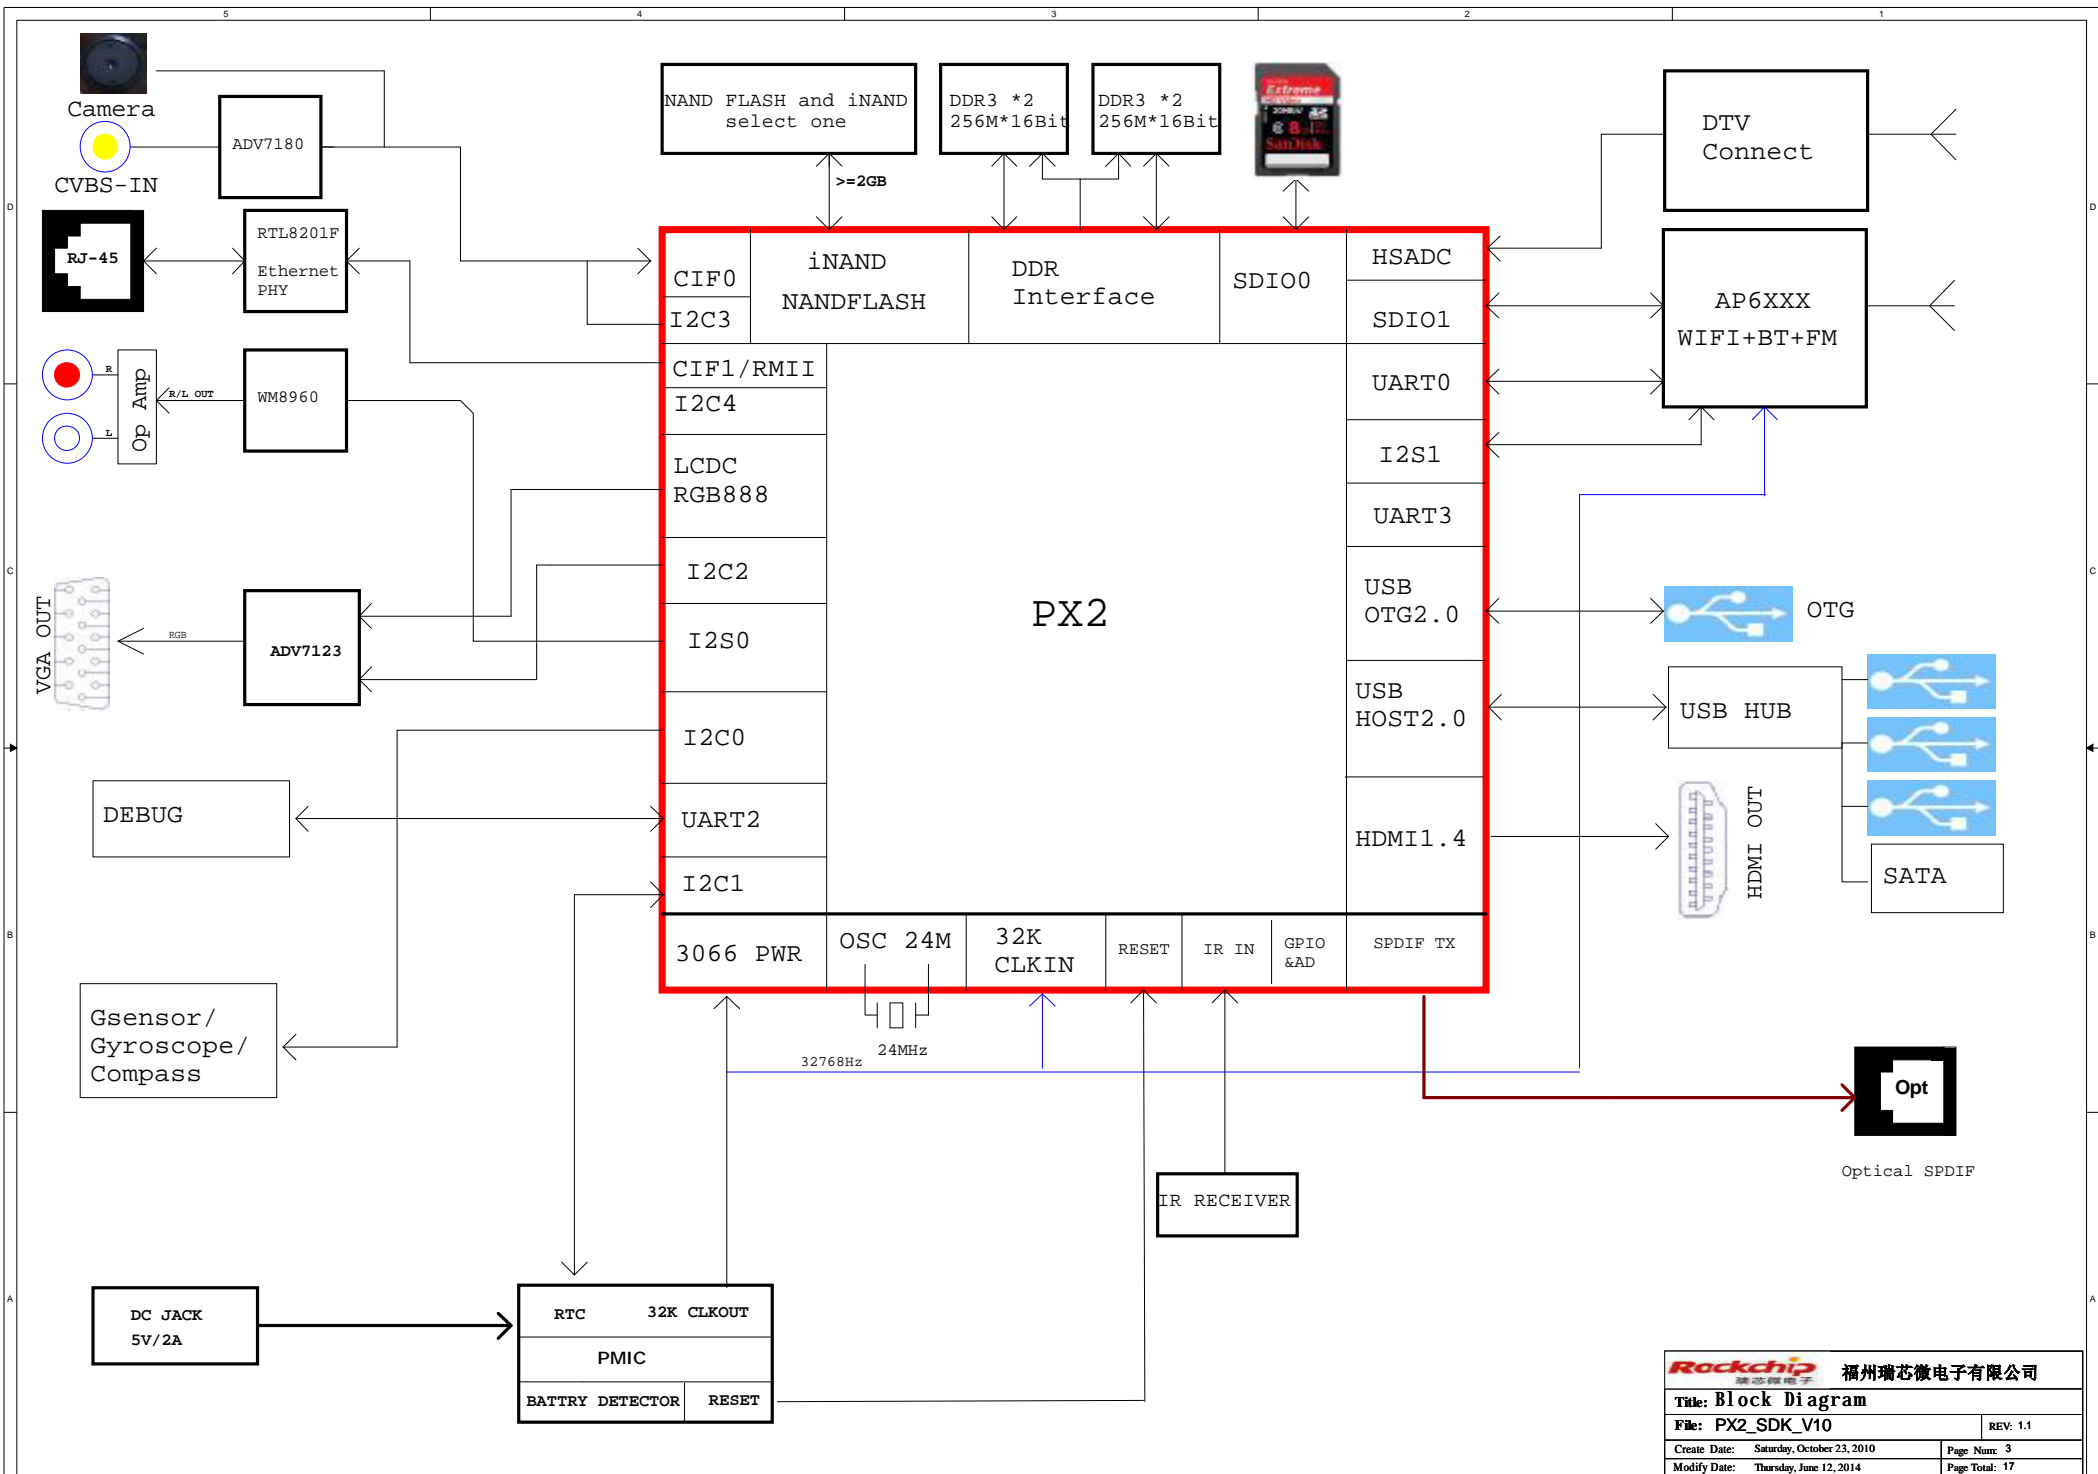 5 4 3 2 1
D
C
B
A
D
C
B
A
Camera
CVBS-IN
ADV7180
RJ-45
RTL8201F
Ethernet
PHY
R
L
Op Amp
R/L OUT
WM8960
VGA OUT
RGB
ADV7123
DEBUG
Gsensor/
Gyroscope/
Compass
DC JACK
5V/2A
NAND FLASH and iNAND
select one
>=2GB
DDR3 *2
256M*16Bit
DDR3 *2
256M*16Bit
Extreme
8
SanDisk
CIF0
I2C3
iNAND
NANDFLASH
DDR
Interface
SDIO0
HSADC
SDIO1
CIF1/RMII
I2C4
LCDC
RGB888
I2C2
I2S0
I2C0
UART2
I2C1
PX2
UART0
I2S1
UART3
USB
OTG2.0
USB
HOST2.0
HDMI1.4
3066 PWR
OSC 24M
32K
CLKIN
RESET
IR IN
GPIO
&AD
SPDIF TX
24MHz
32768Hz
IR RECEIVER
RTC
32K CLKOUT
PMIC
BATTRY DETECTOR
RESET
DTV
Connect
AP6XXX
WIFI+BT+FM
OTG
USB HUB
SATA
HDMI OUT
Opt
Optical SPDIF
Rockchip
瑞芯微电子
福州瑞芯微电子有限公司
Title: Block Diagram
File: PX2_SDK_V10
REV: 1.1
Create Date: Saturday, October 23, 2010
Page Num: 3
Modify Date: Thursday, June 12, 2014
Page Total: 17